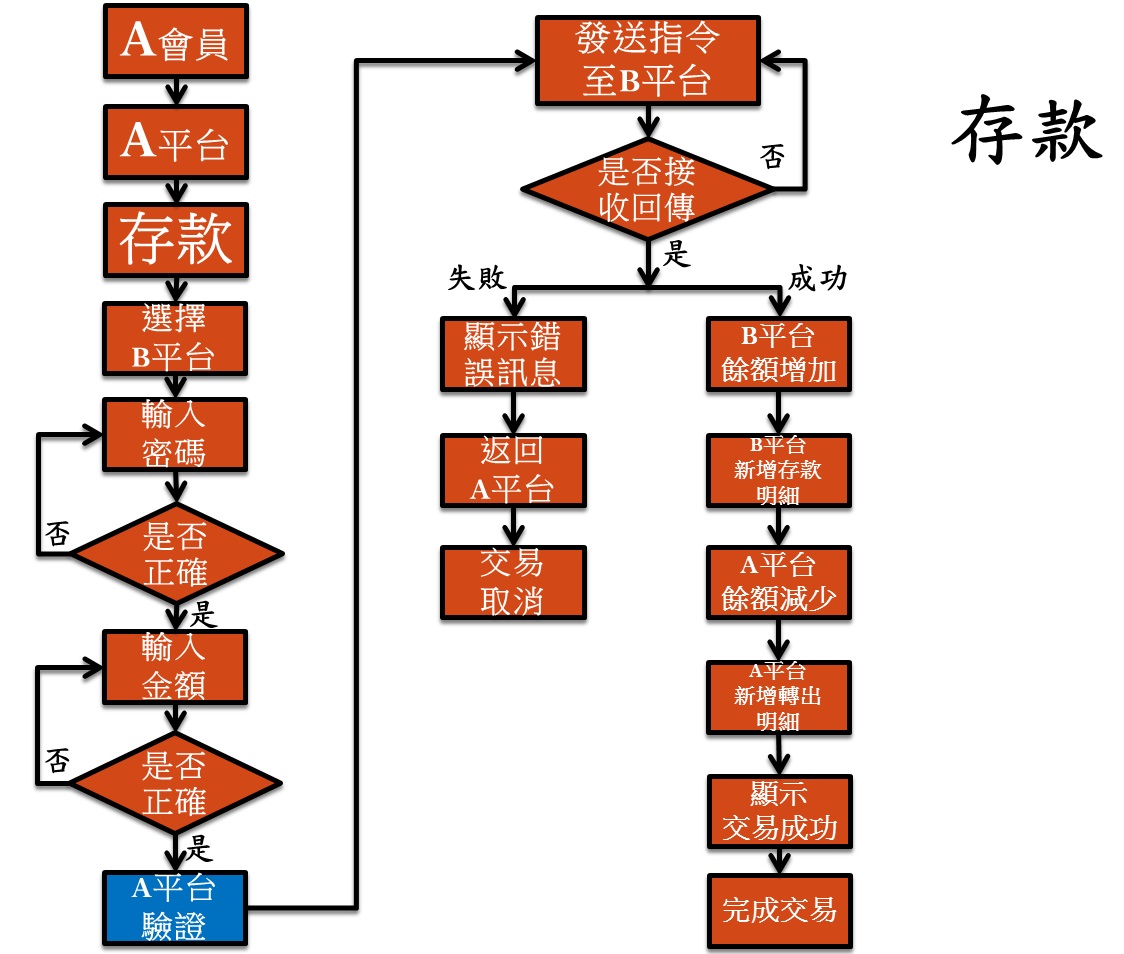 A會員
A平台
存款
選擇
B平台
輸入
密碼
是否
正確
否
是
輸入
金額
是否
正確
否
是
A平台
驗證
發送指令
至B平台
是否接
收回傳
否
是
失敗
成功
顯示錯
誤訊息
返回
A平台
交易
取消
B平台
餘額增加
B平台
新增存款
明細
A平台
餘額減少
A平台
新增轉出
明細
顯示
交易成功
完成交易
存款